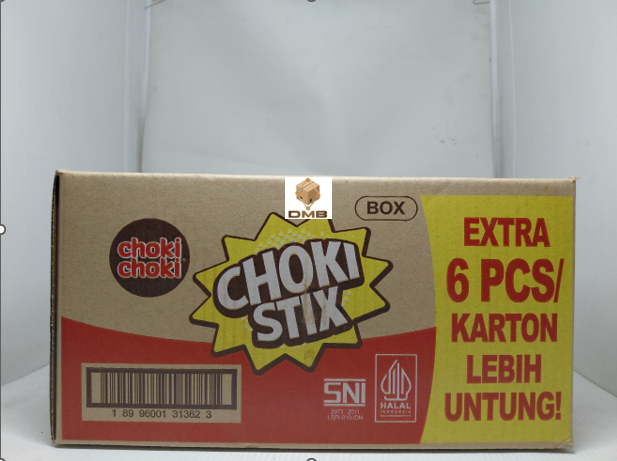 DMB
BOX
choki
choki
CHOKI
STIX
EXTRA
6 PCS/
KARTON
LEBIH
UNTUNG!
1 89 96001 31362 3
SNI
HALAL
INDONESIA